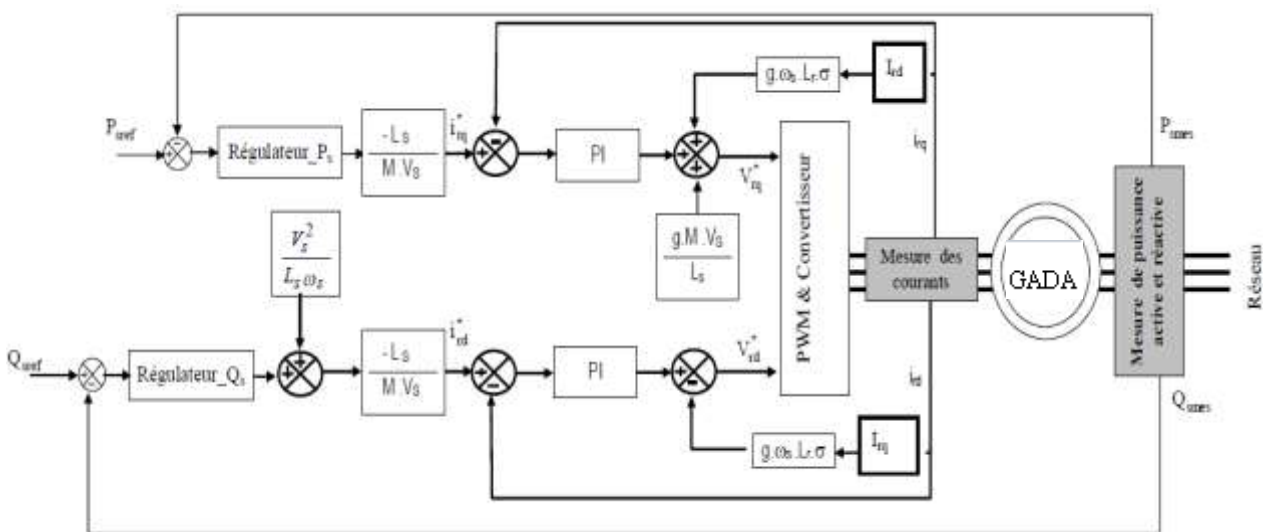 g.ωs.Lr.σ
Ird
Psref
Régulateur_Ps
-Ls
M.Vs
i*rq
PI
V*rq
irq
Psmes
g.M.Vs
Ls
PWM & Convertisseur
Vs²
Lsωs
Mesure des
courants
GADA
Mesure de puissance
active et réactive
Réseau
Qsref
Régulateur_Qs
-Ls
M.Vs
i*rd
PI
V*rd
ird
Qsmes
g.ωs.Lr.σ
Irq